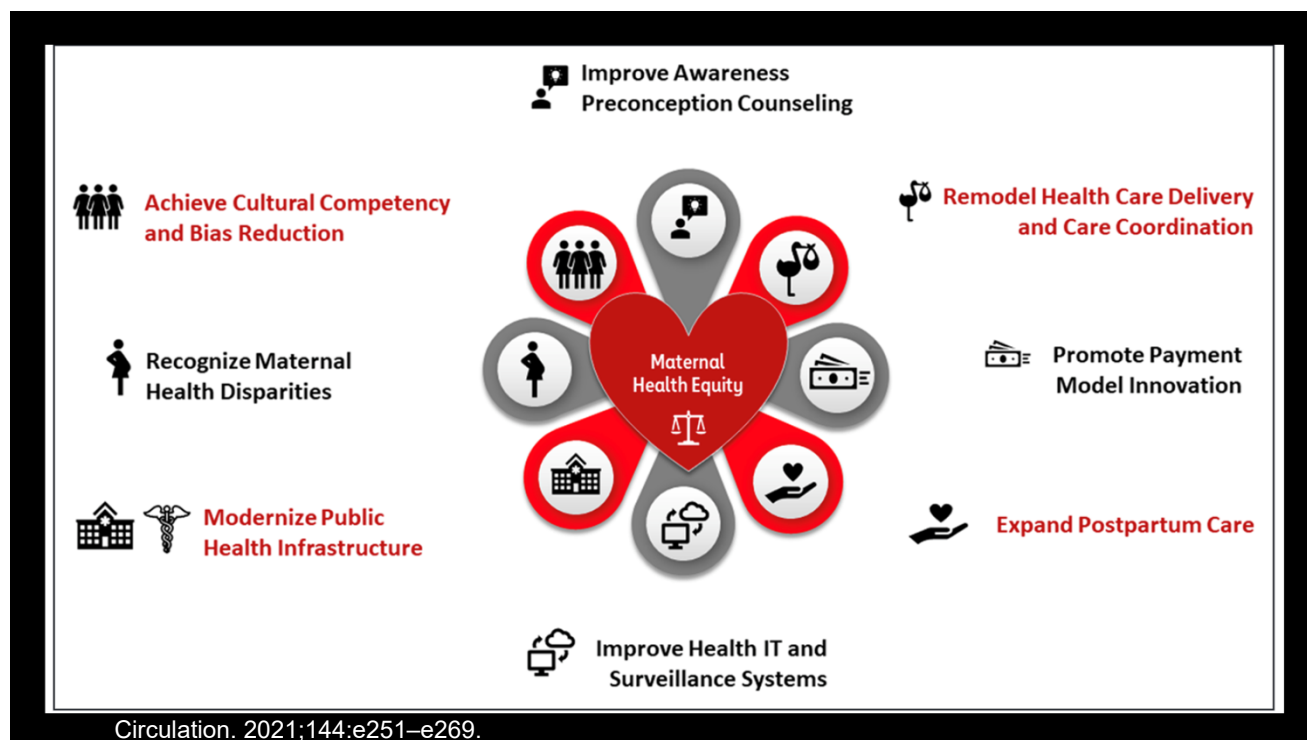 Improve Awareness
Preconception Counseling
Achieve Cultural Competency
and Bias Reduction
Remodel Health Care Delivery
and Care Coordination
Maternal
Health Equity
Recognize Maternal
Health Disparities
Promote Payment
Model Innovation
Modernize Public
Health Infrastructure
Expand Postpartum Care
Improve Health IT and
Surveillance Systems
Circulation. 2021;144:e251–e269.